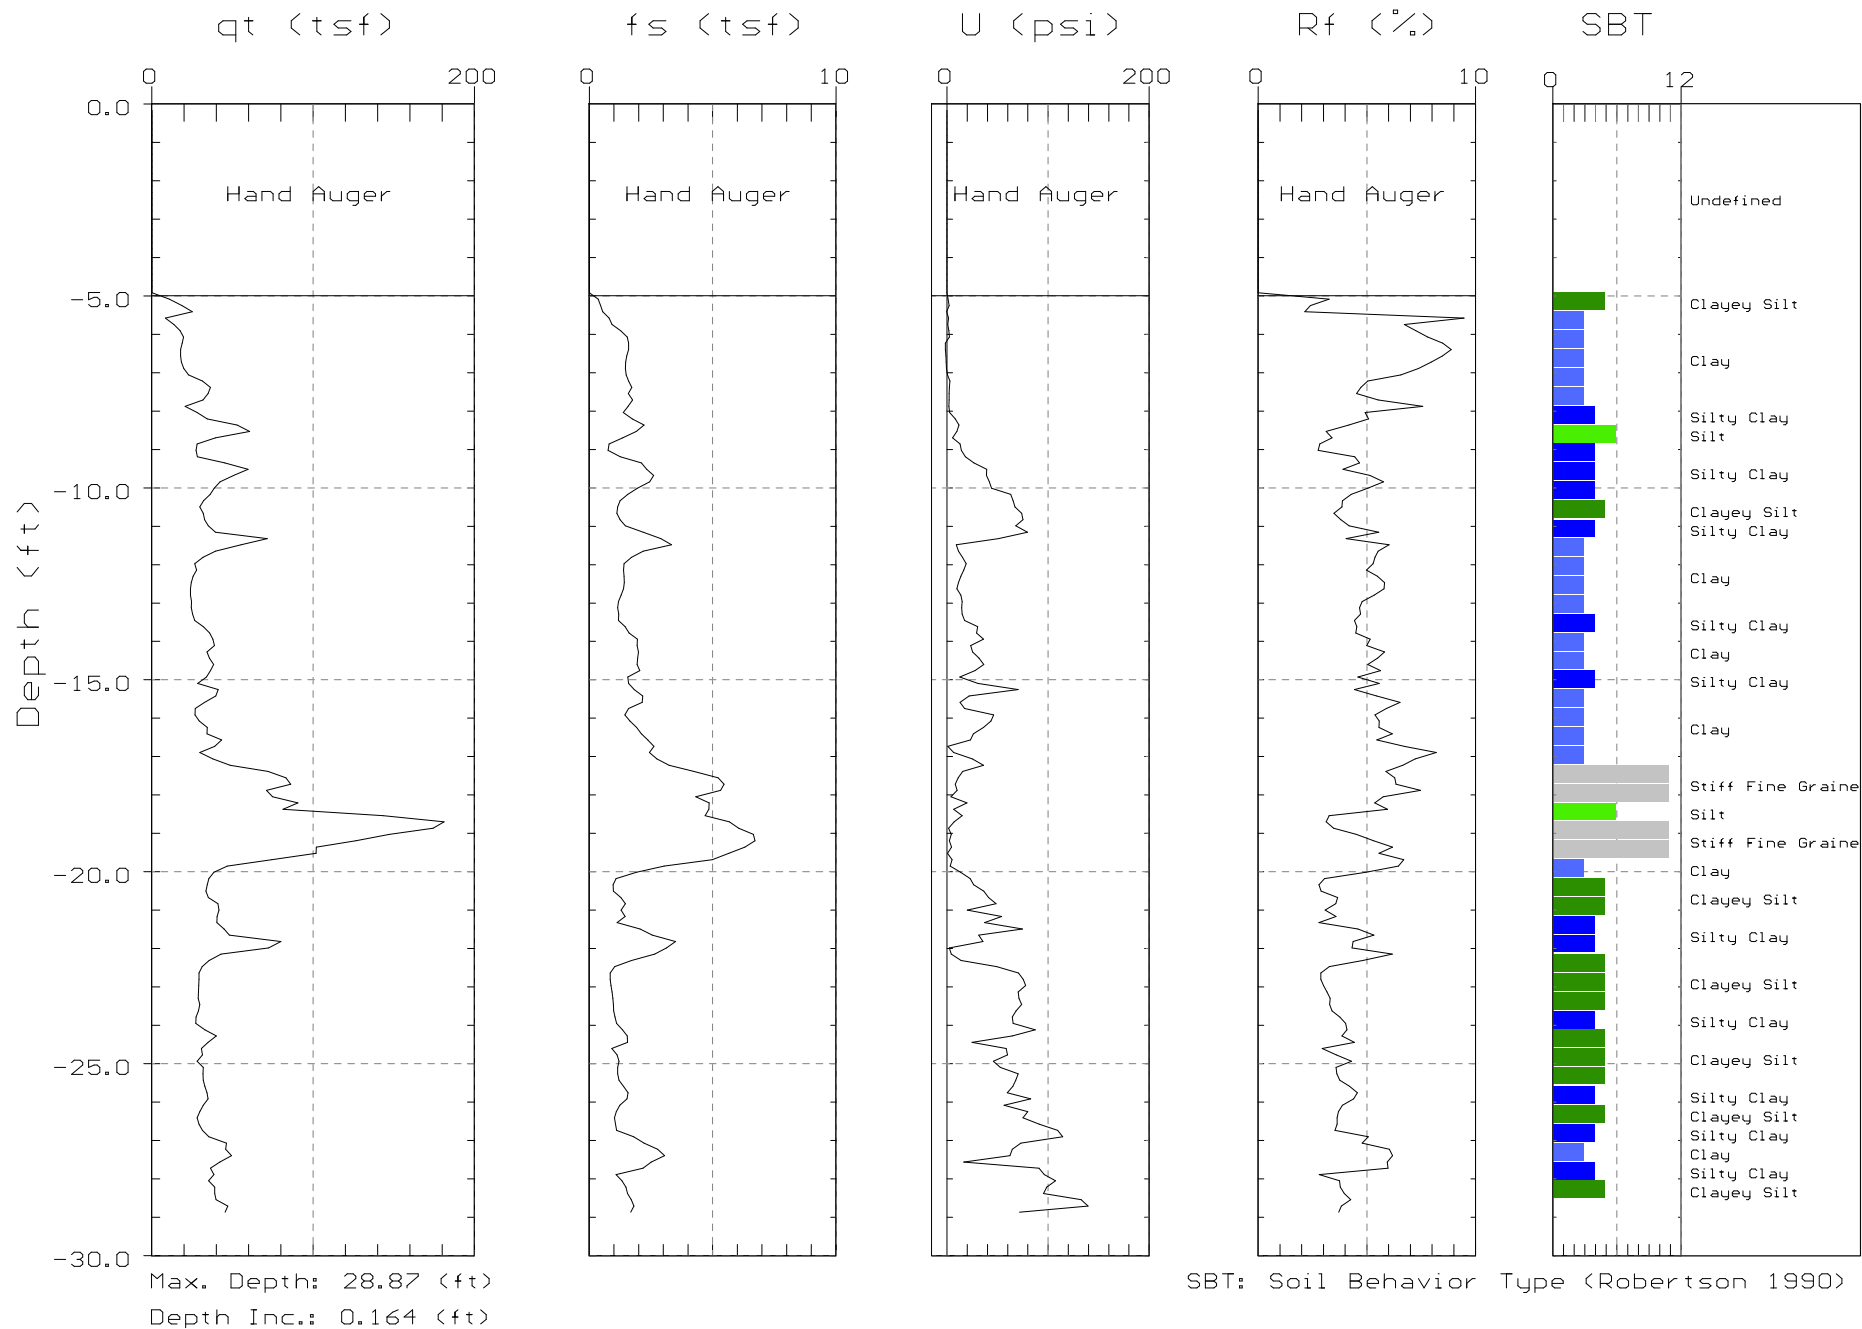 qt (tsf) fs (tsf) U (psi) Rf (%) SBT
0 200 0 10 0 200 0 10 0 12
0.0
Hand Auger Hand Auger Hand Auger Hand Auger
Undefined
-5.0
Clayey Silt
Clay
Silty Clay
Silt
Silty Clay
-10.0
Clayey Silt
Silty Clay
Clay
Silty Clay
Clay
-15.0
Silty Clay
Clay
Stiff Fine Graine
Silt
Stiff Fine Graine
-20.0
Clay
Clayey Silt
Silty Clay
Clayey Silt
Silty Clay
-25.0
Clayey Silt
Silty Clay
Clayey Silt
Silty Clay
Clay
Silty Clay
Clayey Silt
-30.0
Depth (ft)
Max. Depth: 28.87 (ft) SBT: Soil Behavior Type (Robertson 1990)
Depth Inc.: 0.164 (ft)